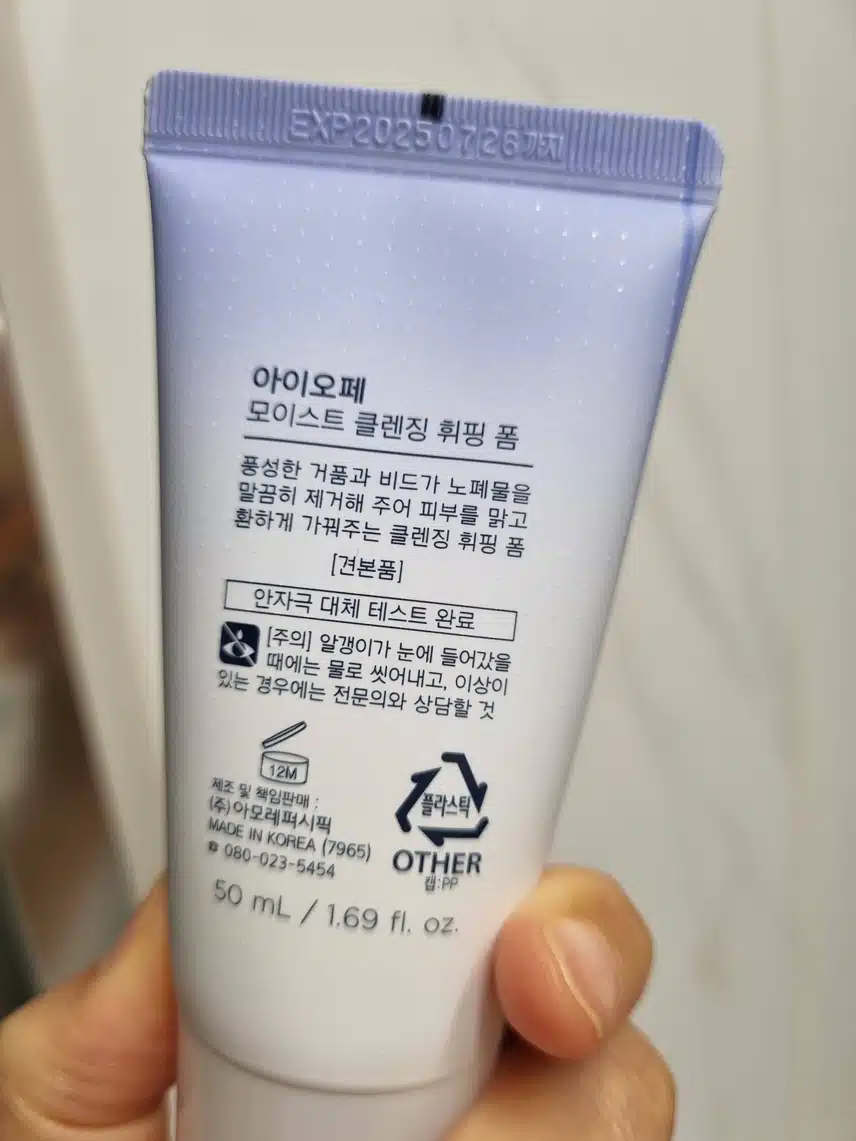 EXP20250726까지
아이오페
모이스트 클렌징 휘핑 폼
풍성한 거품과 비드가 노폐물을
말끔히 제거해 주어 피부를 맑고
환하게 가꿔주는 클렌징 휘핑 폼
[견본품]
안자극 대체 테스트 완료
[주의] 알갱이가 눈에 들어갔을
때에는 물로 씻어내고, 이상이
있는 경우에는 전문의와 상담할 것
12M
제조 및 책임판매 :
(주)아모레퍼시픽
MADE IN KOREA (7965)
☎ 080-023-5454
플라스틱
OTHER
캡:PP
50 mL / 1.69 fl. oz.